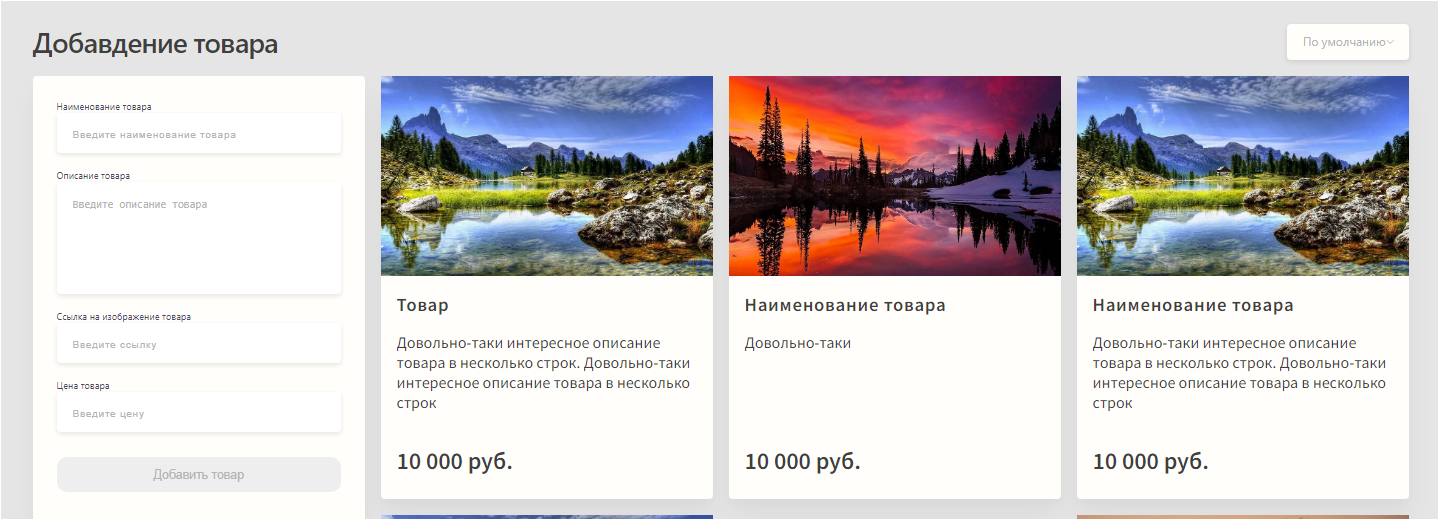 Добавдение товара
По умолчанию
Наименование товара
Введите наименование товара
Описание товара
Введите описание товара
Ссылка на изображение товара
Введите ссылку
Цена товара
Введите цену
Добавить товар
Товар
Довольно-таки интересное описание
товара в несколько строк. Довольно-таки
интересное описание товара в несколько
строк
10 000 руб.
Наименование товара
Довольно-таки
10 000 руб.
Наименование товара
Довольно-таки интересное описание
товара в несколько строк. Довольно-таки
интересное описание товара в несколько
строк
10 000 руб.